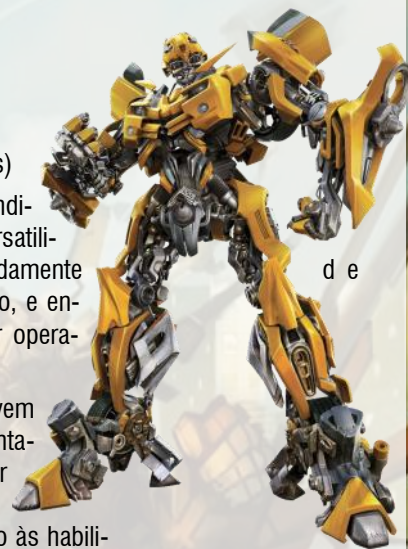 s)
ndi-
rsatili-
damente d e
o, e en-
r opera-
vem
nta-
r
o às habili-